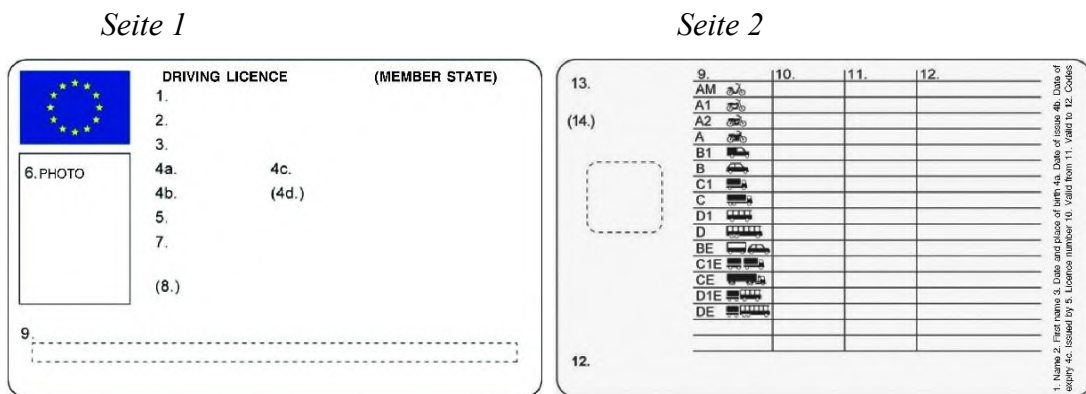 Seite 1
Seite 2
DRIVING LICENCE (MEMBER STATE)
1.
2.
3.
4a. 4c.
4b. (4d.)
5.
7.
(8.)
6. PHOTO
9.
13.
(14.)
12.
9. 10. 11. 12.
AM
A1
A2
A
B1
B
C1
C
D1
D
BE
C1E
CE
D1E
DE
1. Name 2. First name 3. Date and place of birth 4a. Date of issue 4b. Date of
expiry 4c. Issued by 5. Licence number 10. Valid from 11. Valid to 12. Codes